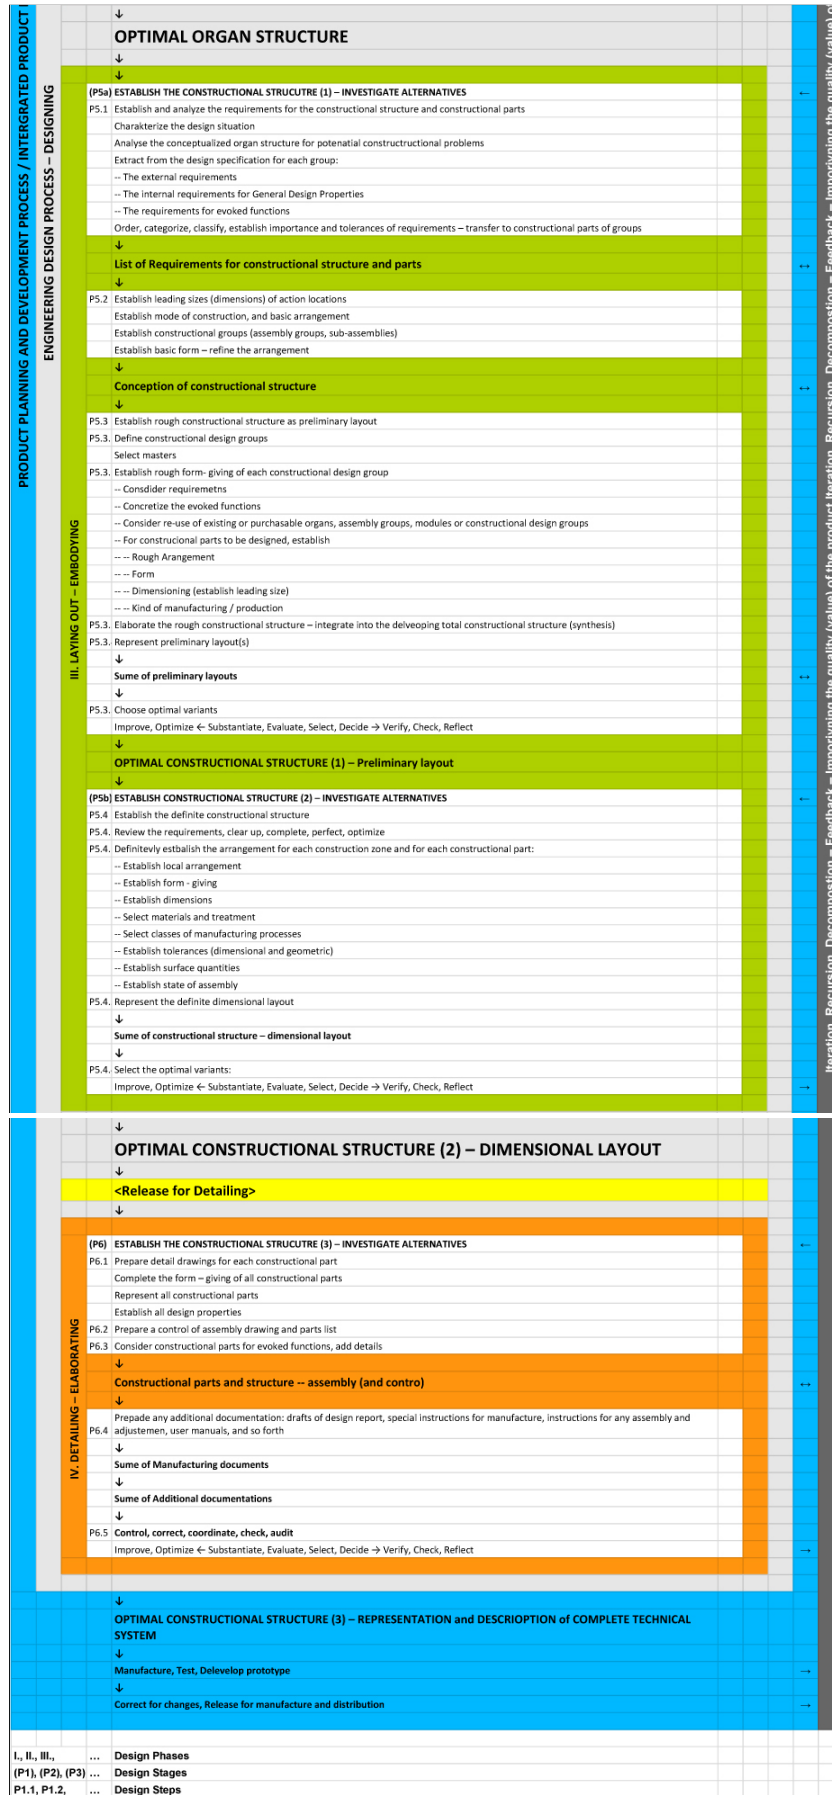 ↓
OPTIMAL ORGAN STRUCTURE
↓
↓
(P5a) ESTABLISH THE CONSTRUCTIONAL STRUCUTRE (1) – INVESTIGATE ALTERNATIVES ←
P5.1 Establish and analyze the requirements for the constructional structure and constructional parts
Charakterize the design situation
Analyse the conceptualized organ structure for potenatial constructructional problems
Extract from the design specification for each group:
-- The external requirements
-- The internal requirements for General Design Properties
-- The requirements for evoked functions
Order, categorize, classify, establish importance and tolerances of requirements – transfer to constructional parts of groups
↓
List of Requirements for constructional structure and parts ↔
↓
P5.2 Establish leading sizes (dimensions) of action locations
Establish mode of construction, and basic arrangement
Establish constructional groups (assembly groups, sub-assemblies)
Establish basic form – refine the arrangement
↓
Conception of constructional structure ↔
↓
P5.3 Establish rough constructional structure as preliminary layout
P5.3. Define constructional design groups
Select masters
P5.3. Establish rough form- giving of each constructional design group
-- Consdider requiremetns
-- Concretize the evoked functions
-- Consider re-use of existing or purchasable organs, assembly groups, modules or constructional design groups
-- For construcional parts to be designed, establish
-- -- Rough Arangement
-- -- Form
-- -- Dimensioning (establish leading size)
-- -- Kind of manufacturing / production
P5.3. Elaborate the rough constructional structure – integrate into the delveoping total constructional structure (synthesis)
P5.3. Represent preliminary layout(s)
↓
Sume of preliminary layouts ↔
↓
P5.3. Choose optimal variants
Improve, Optimize ← Substantiate, Evaluate, Select, Decide → Verify, Check, Reflect
↓
OPTIMAL CONSTRUCTIONAL STRUCTURE (1) – Preliminary layout
↓
(P5b) ESTABLISH CONSTRUCTIONAL STRUCTURE (2) – INVESTIGATE ALTERNATIVES ←
P5.4 Establish the definite constructional structure
P5.4. Review the requirements, clear up, complete, perfect, optimize
P5.4. Definitevly estbalish the arrangement for each construction zone and for each constructional part:
-- Establish local arrangement
-- Establish form - giving
-- Establish dimensions
-- Select materials and treatment
-- Select classes of manufacturing processes
-- Establish tolerances (dimensional and geometric)
-- Establish surface quantities
-- Establish state of assembly
P5.4. Represent the definite dimensional layout
↓
Sume of constructional structure – dimensional layout
↓
P5.4. Select the optimal variants:
Improve, Optimize ← Substantiate, Evaluate, Select, Decide → Verify, Check, Reflect →
PRODUCT PLANNING AND DEVELOPMENT PROCESS / INTERGRATED PRODUCT
ENGINEERING DESIGN PROCESS – DESIGNING
III. LAYING OUT – EMBODYING
Iteration, Recursion, Decompostion – Feedback – Imporivning the quality (value) of the product
↓
OPTIMAL CONSTRUCTIONAL STRUCTURE (2) – DIMENSIONAL LAYOUT
↓
<Release for Detailing>
↓
(P6) ESTABLISH THE CONSTRUCTIONAL STRUCUTRE (3) – INVESTIGATE ALTERNATIVES ←
P6.1 Prepare detail drawings for each constructional part
Complete the form – giving of all constructional parts
Represent all constructional parts
Establish all design properties
P6.2 Prepare a control of assembly drawing and parts list
P6.3 Consider constructional parts for evoked functions, add details
↓
Constructional parts and structure -- assembly (and contro) ↔
↓
Prepade any additional documentation: drafts of design report, special instructions for manufacture, instructions for any assembly and
P6.4 adjustemen, user manuals, and so forth
↓
Sume of Manufacturing documents
↓
Sume of Additional documentations
↓
P6.5 Control, correct, coordinate, check, audit
Improve, Optimize ← Substantiate, Evaluate, Select, Decide → Verify, Check, Reflect →
IV. DETAILING – ELABORATING
↓
OPTIMAL CONSTRUCTIONAL STRUCTURE (3) – REPRESENTATION and DESCRIOPTION of COMPLETE TECHNICAL
SYSTEM
↓
Manufacture, Test, Delevelop prototype →
↓
Correct for changes, Release for manufacture and distribution →
I., II., III., ... Design Phases
(P1), (P2), (P3) ... Design Stages
P1.1, P1.2, ... Design Steps